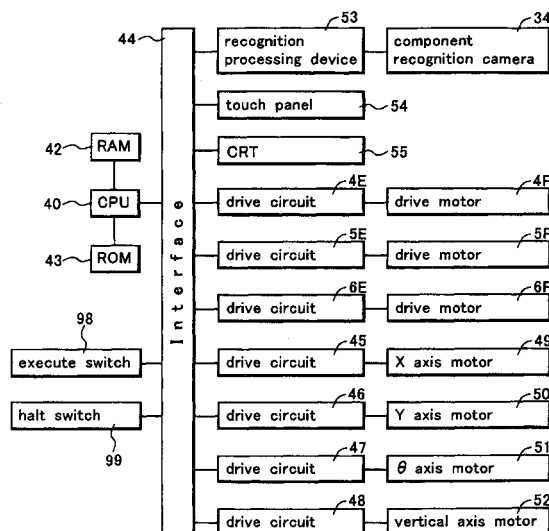 44
53
34
recognition
processing device
component
recognition camera
touch panel
54
CRT
55
42
RAM
40
CPU
43
ROM
Interface
4E
drive circuit
4F
drive motor
5E
drive circuit
5F
drive motor
6E
drive circuit
6F
drive motor
98
execute switch
halt switch
99
45
drive circuit
49
X axis motor
46
drive circuit
50
Y axis motor
47
drive circuit
51
θ axis motor
48
drive circuit
52
vertical axis motor